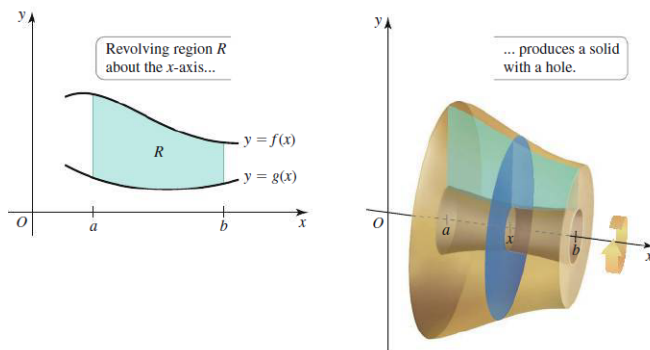 y
Revolving region R
about the x-axis...
y = f(x)
R
y = g(x)
O
a
b
x
y
... produces a solid
with a hole.
O
a
x
b
x